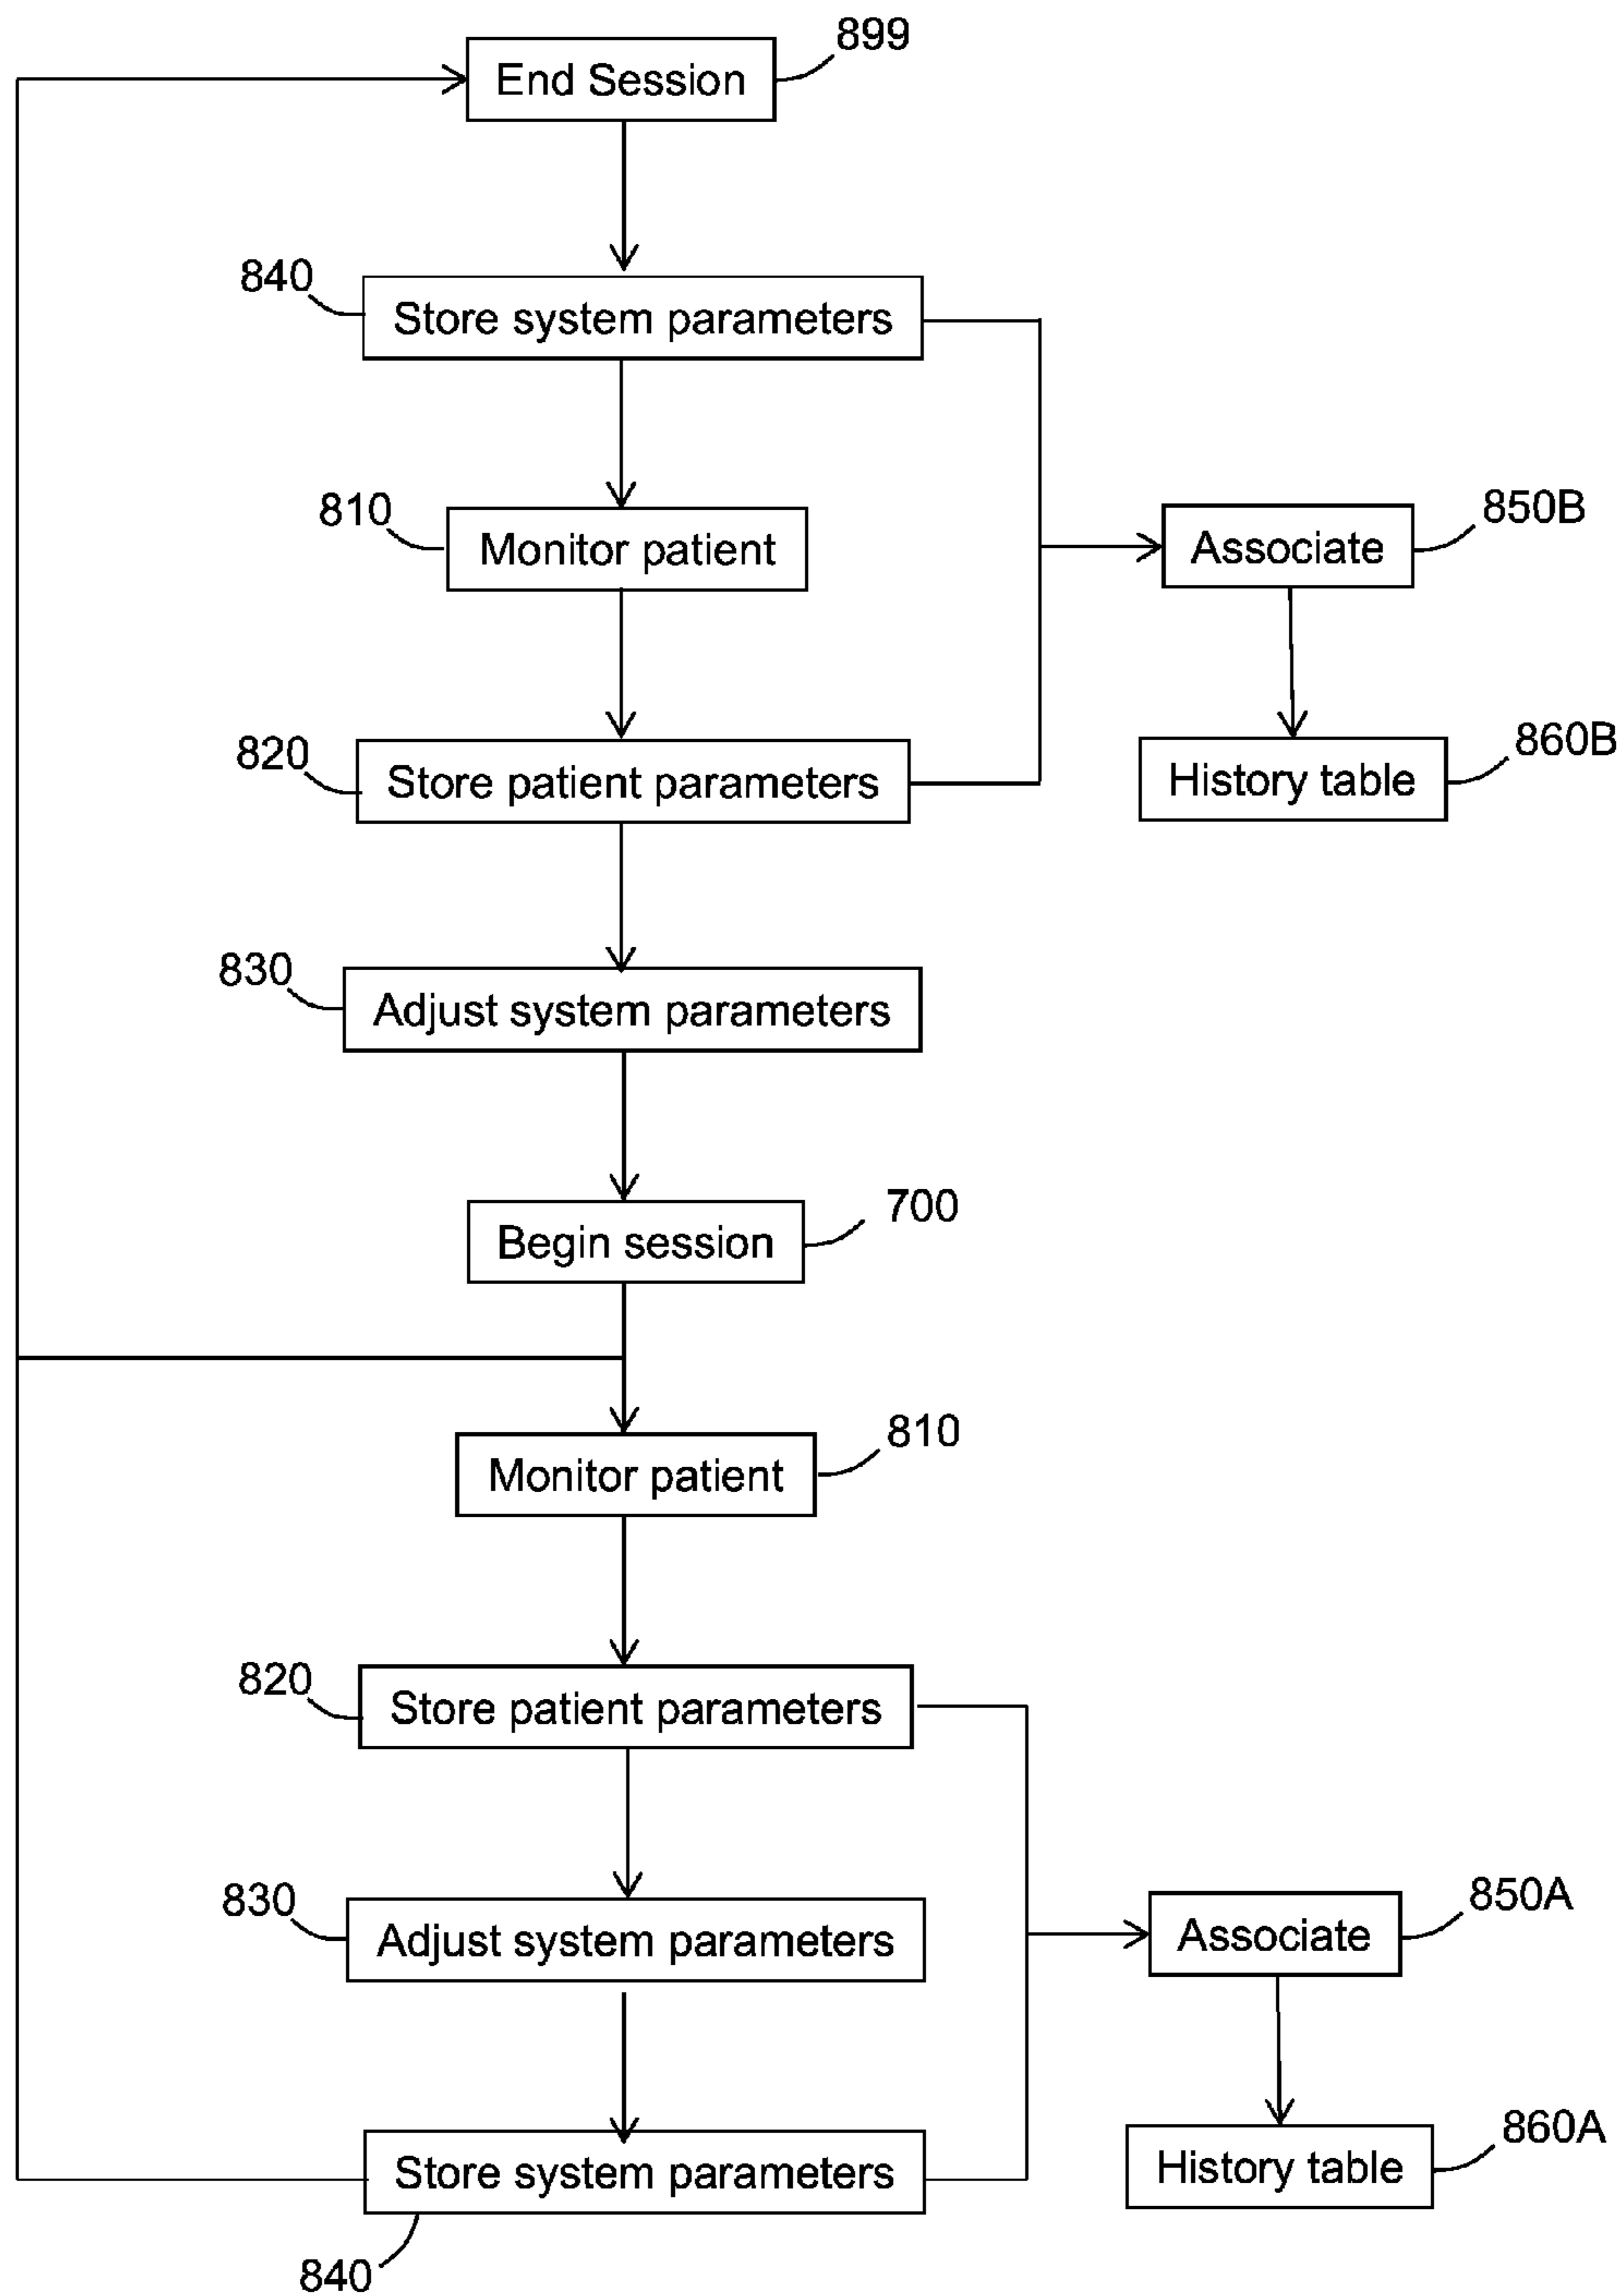 899
End Session
840
Store system parameters
810
Monitor patient
850B
Associate
820
Store patient parameters
860B
History table
830
Adjust system parameters
700
Begin session
810
Monitor patient
820
Store patient parameters
830
Adjust system parameters
850A
Associate
860A
History table
Store system parameters
840